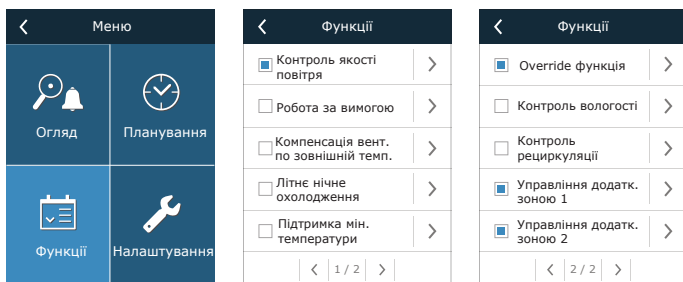 Меню
Огляд
Планування
Функції
Налаштування
Функції
Контроль якості
повітря
Робота за вимогою
Компенсація вент.
по зовнішній темп.
Літнє нічне
охолодження
Підтримка мін.
температури
1 / 2
Функції
Override функція
Контроль вологості
Контроль
рециркуляції
Управління додатк.
зоною 1
Управління додатк.
зоною 2
2 / 2